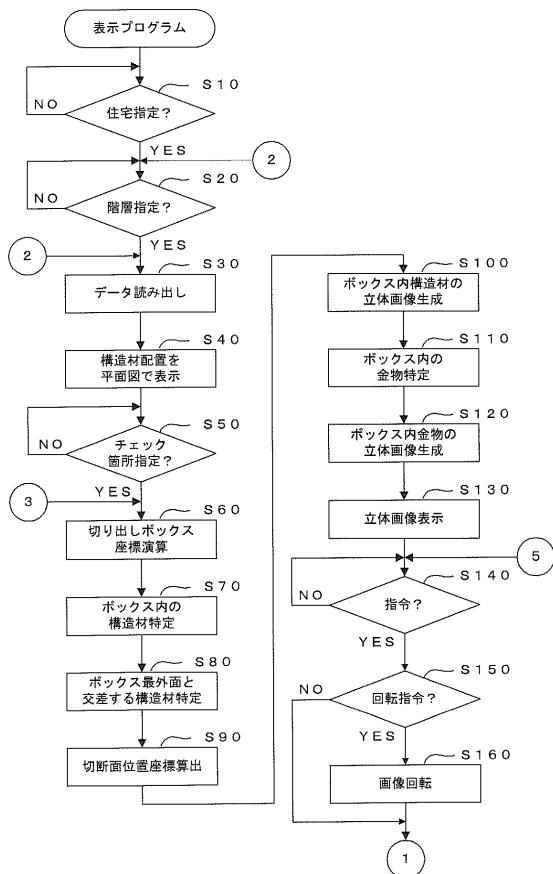 表示プログラム
S10
住宅指定？
NO
YES
2
S20
階層指定？
NO
YES
2
S30
データ読み出し
S40
構造材配置を
平面図で表示
S50
チェック
箇所指定？
NO
YES
3
S60
切り出しボックス
座標演算
S70
ボックス内の
構造材特定
S80
ボックス最外面と
交差する構造材特定
S90
切断面位置座標算出
S100
ボックス内構造材の
立体画像生成
S110
ボックス内の
金物特定
S120
ボックス内金物の
立体画像生成
S130
立体画像表示
5
S140
指令？
NO
YES
S150
回転指令？
NO
YES
S160
画像回転
1